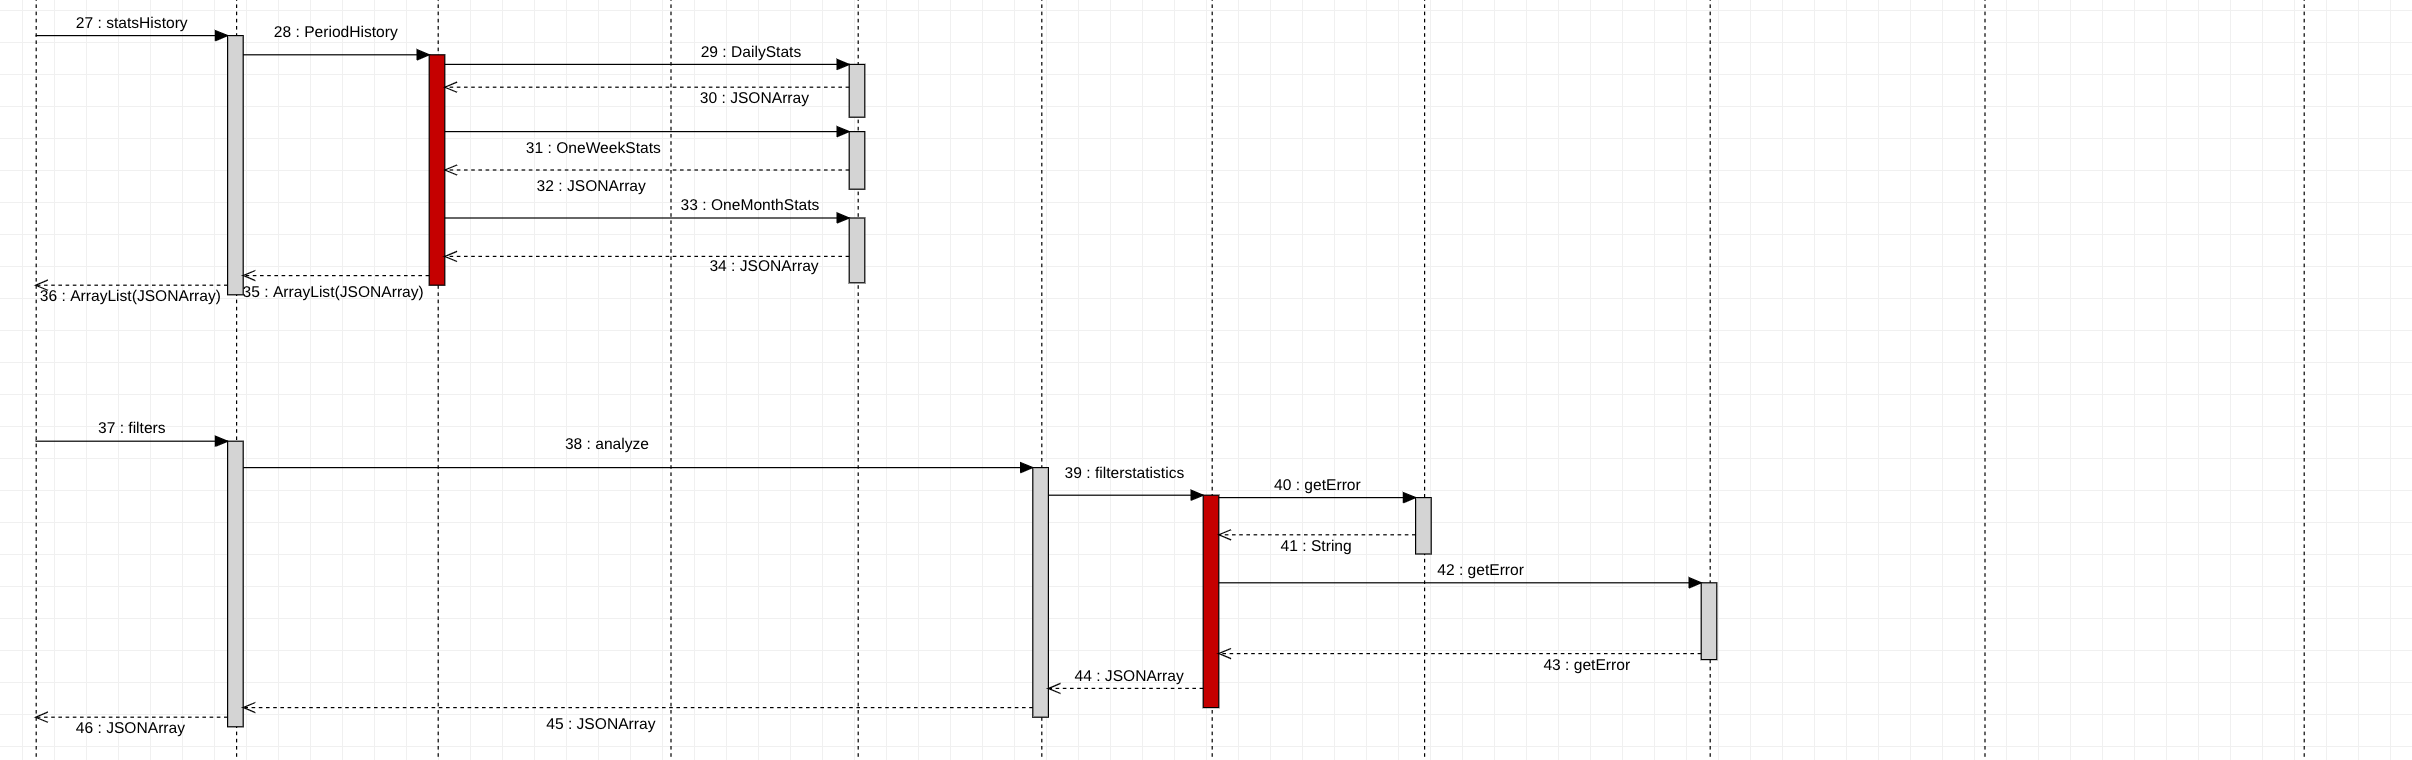 27 : statsHistory
28 : PeriodHistory
29 : DailyStats
30 : JSONArray
31 : OneWeekStats
32 : JSONArray
33 : OneMonthStats
34 : JSONArray
35 : ArrayList(JSONArray)
36 : ArrayList(JSONArray)
37 : filters
38 : analyze
39 : filterstatistics
40 : getError
41 : String
42 : getError
43 : getError
44 : JSONArray
45 : JSONArray
46 : JSONArray